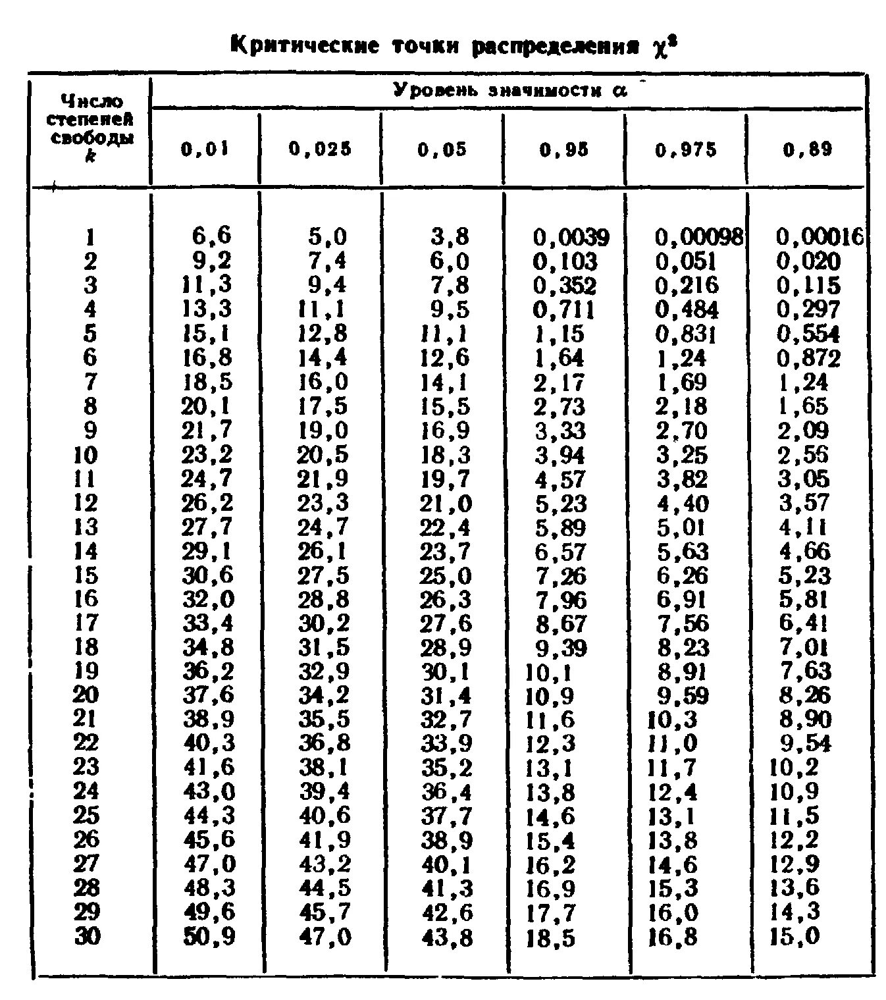 Критические точки распределения χ²
Число степеней свободы k
Уровень значимости α
0,01 0,025 0,05 0,95 0,975 0,89
1 6,6 5,0 3,8 0,0039 0,00098 0,00016
2 9,2 7,4 6,0 0,103 0,051 0,020
3 11,3 9,4 7,8 0,352 0,216 0,115
4 13,3 11,1 9,5 0,711 0,484 0,297
5 15,1 12,8 11,1 1,15 0,831 0,554
6 16,8 14,4 12,6 1,64 1,24 0,872
7 18,5 16,0 14,1 2,17 1,69 1,24
8 20,1 17,5 15,5 2,73 2,18 1,65
9 21,7 19,0 16,9 3,33 2,70 2,09
10 23,2 20,5 18,3 3,94 3,25 2,56
11 24,7 21,9 19,7 4,57 3,82 3,05
12 26,2 23,3 21,0 5,23 4,40 3,57
13 27,7 24,7 22,4 5,89 5,01 4,11
14 29,1 26,1 23,7 6,57 5,63 4,66
15 30,6 27,5 25,0 7,26 6,26 5,23
16 32,0 28,8 26,3 7,96 6,91 5,81
17 33,4 30,2 27,6 8,67 7,56 6,41
18 34,8 31,5 28,9 9,39 8,23 7,01
19 36,2 32,9 30,1 10,1 8,91 7,63
20 37,6 34,2 31,4 10,9 9,59 8,26
21 38,9 35,5 32,7 11,6 10,3 8,90
22 40,3 36,8 33,9 12,3 11,0 9,54
23 41,6 38,1 35,2 13,1 11,7 10,2
24 43,0 39,4 36,4 13,8 12,4 10,9
25 44,3 40,6 37,7 14,6 13,1 11,5
26 45,6 41,9 38,9 15,4 13,8 12,2
27 47,0 43,2 40,1 16,2 14,6 12,9
28 48,3 44,5 41,3 16,9 15,3 13,6
29 49,6 45,7 42,6 17,7 16,0 14,3
30 50,9 47,0 43,8 18,5 16,8 15,0